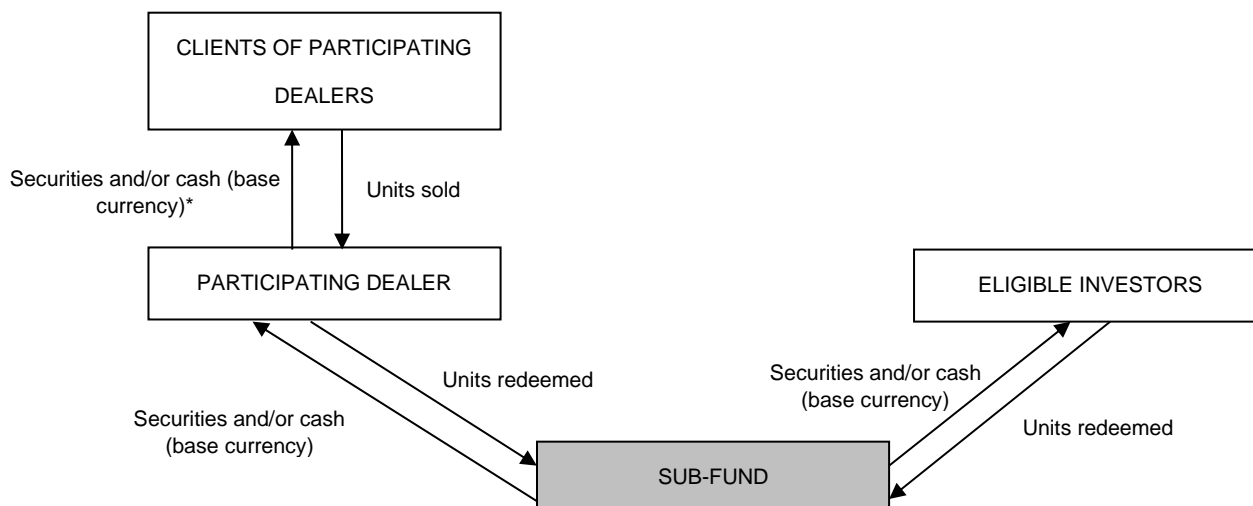 CLIENTS OF PARTICIPATING
DEALERS
Securities and/or cash (base
currency)*
Units sold
PARTICIPATING DEALER
ELIGIBLE INVESTORS
Units redeemed
Securities and/or cash
(base currency)
Securities and/or cash
(base currency)
Units redeemed
SUB-FUND